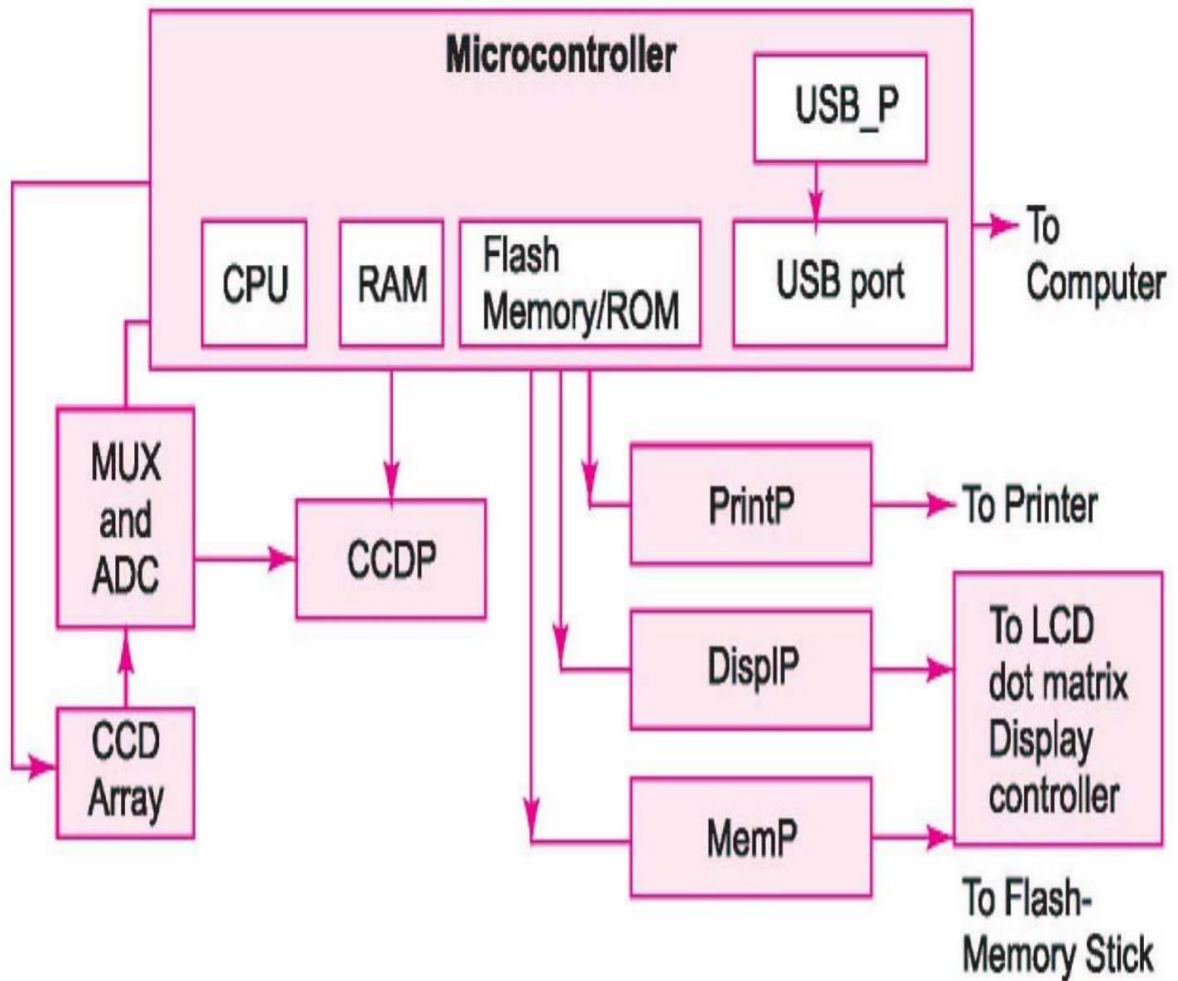 Microcontroller
USB_P
CPU
RAM
Flash
Memory/ROM
USB port
To
Computer
MUX
and
ADC
CCDP
PrintP
To Printer
CCD
Array
DisplP
To LCD
dot matrix
Display
controller
MemP
To Flash-
Memory Stick